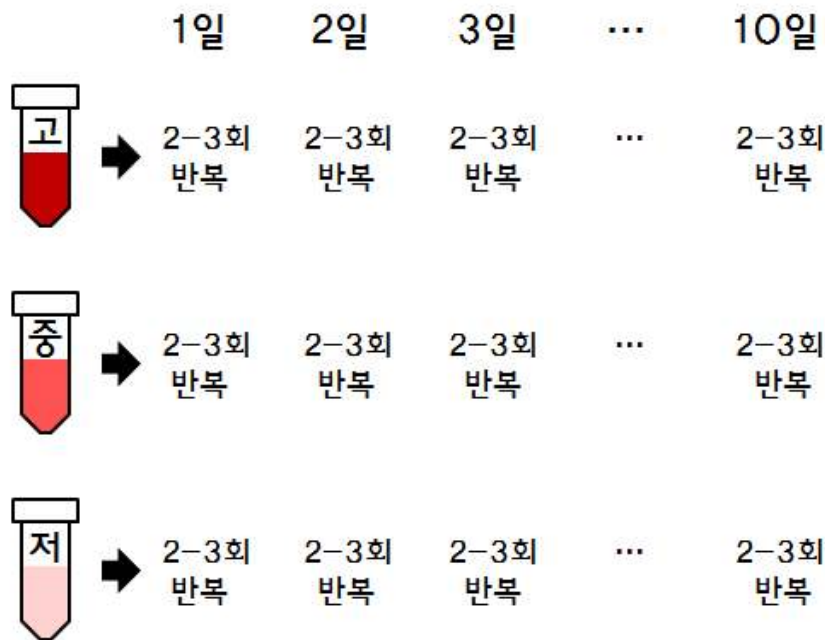 1일 2일 3일 ... 10일
고 2-3회 2-3회 2-3회 ... 2-3회
반복 반복 반복 반복
중 2-3회 2-3회 2-3회 ... 2-3회
반복 반복 반복 반복
저 2-3회 2-3회 2-3회 ... 2-3회
반복 반복 반복 반복